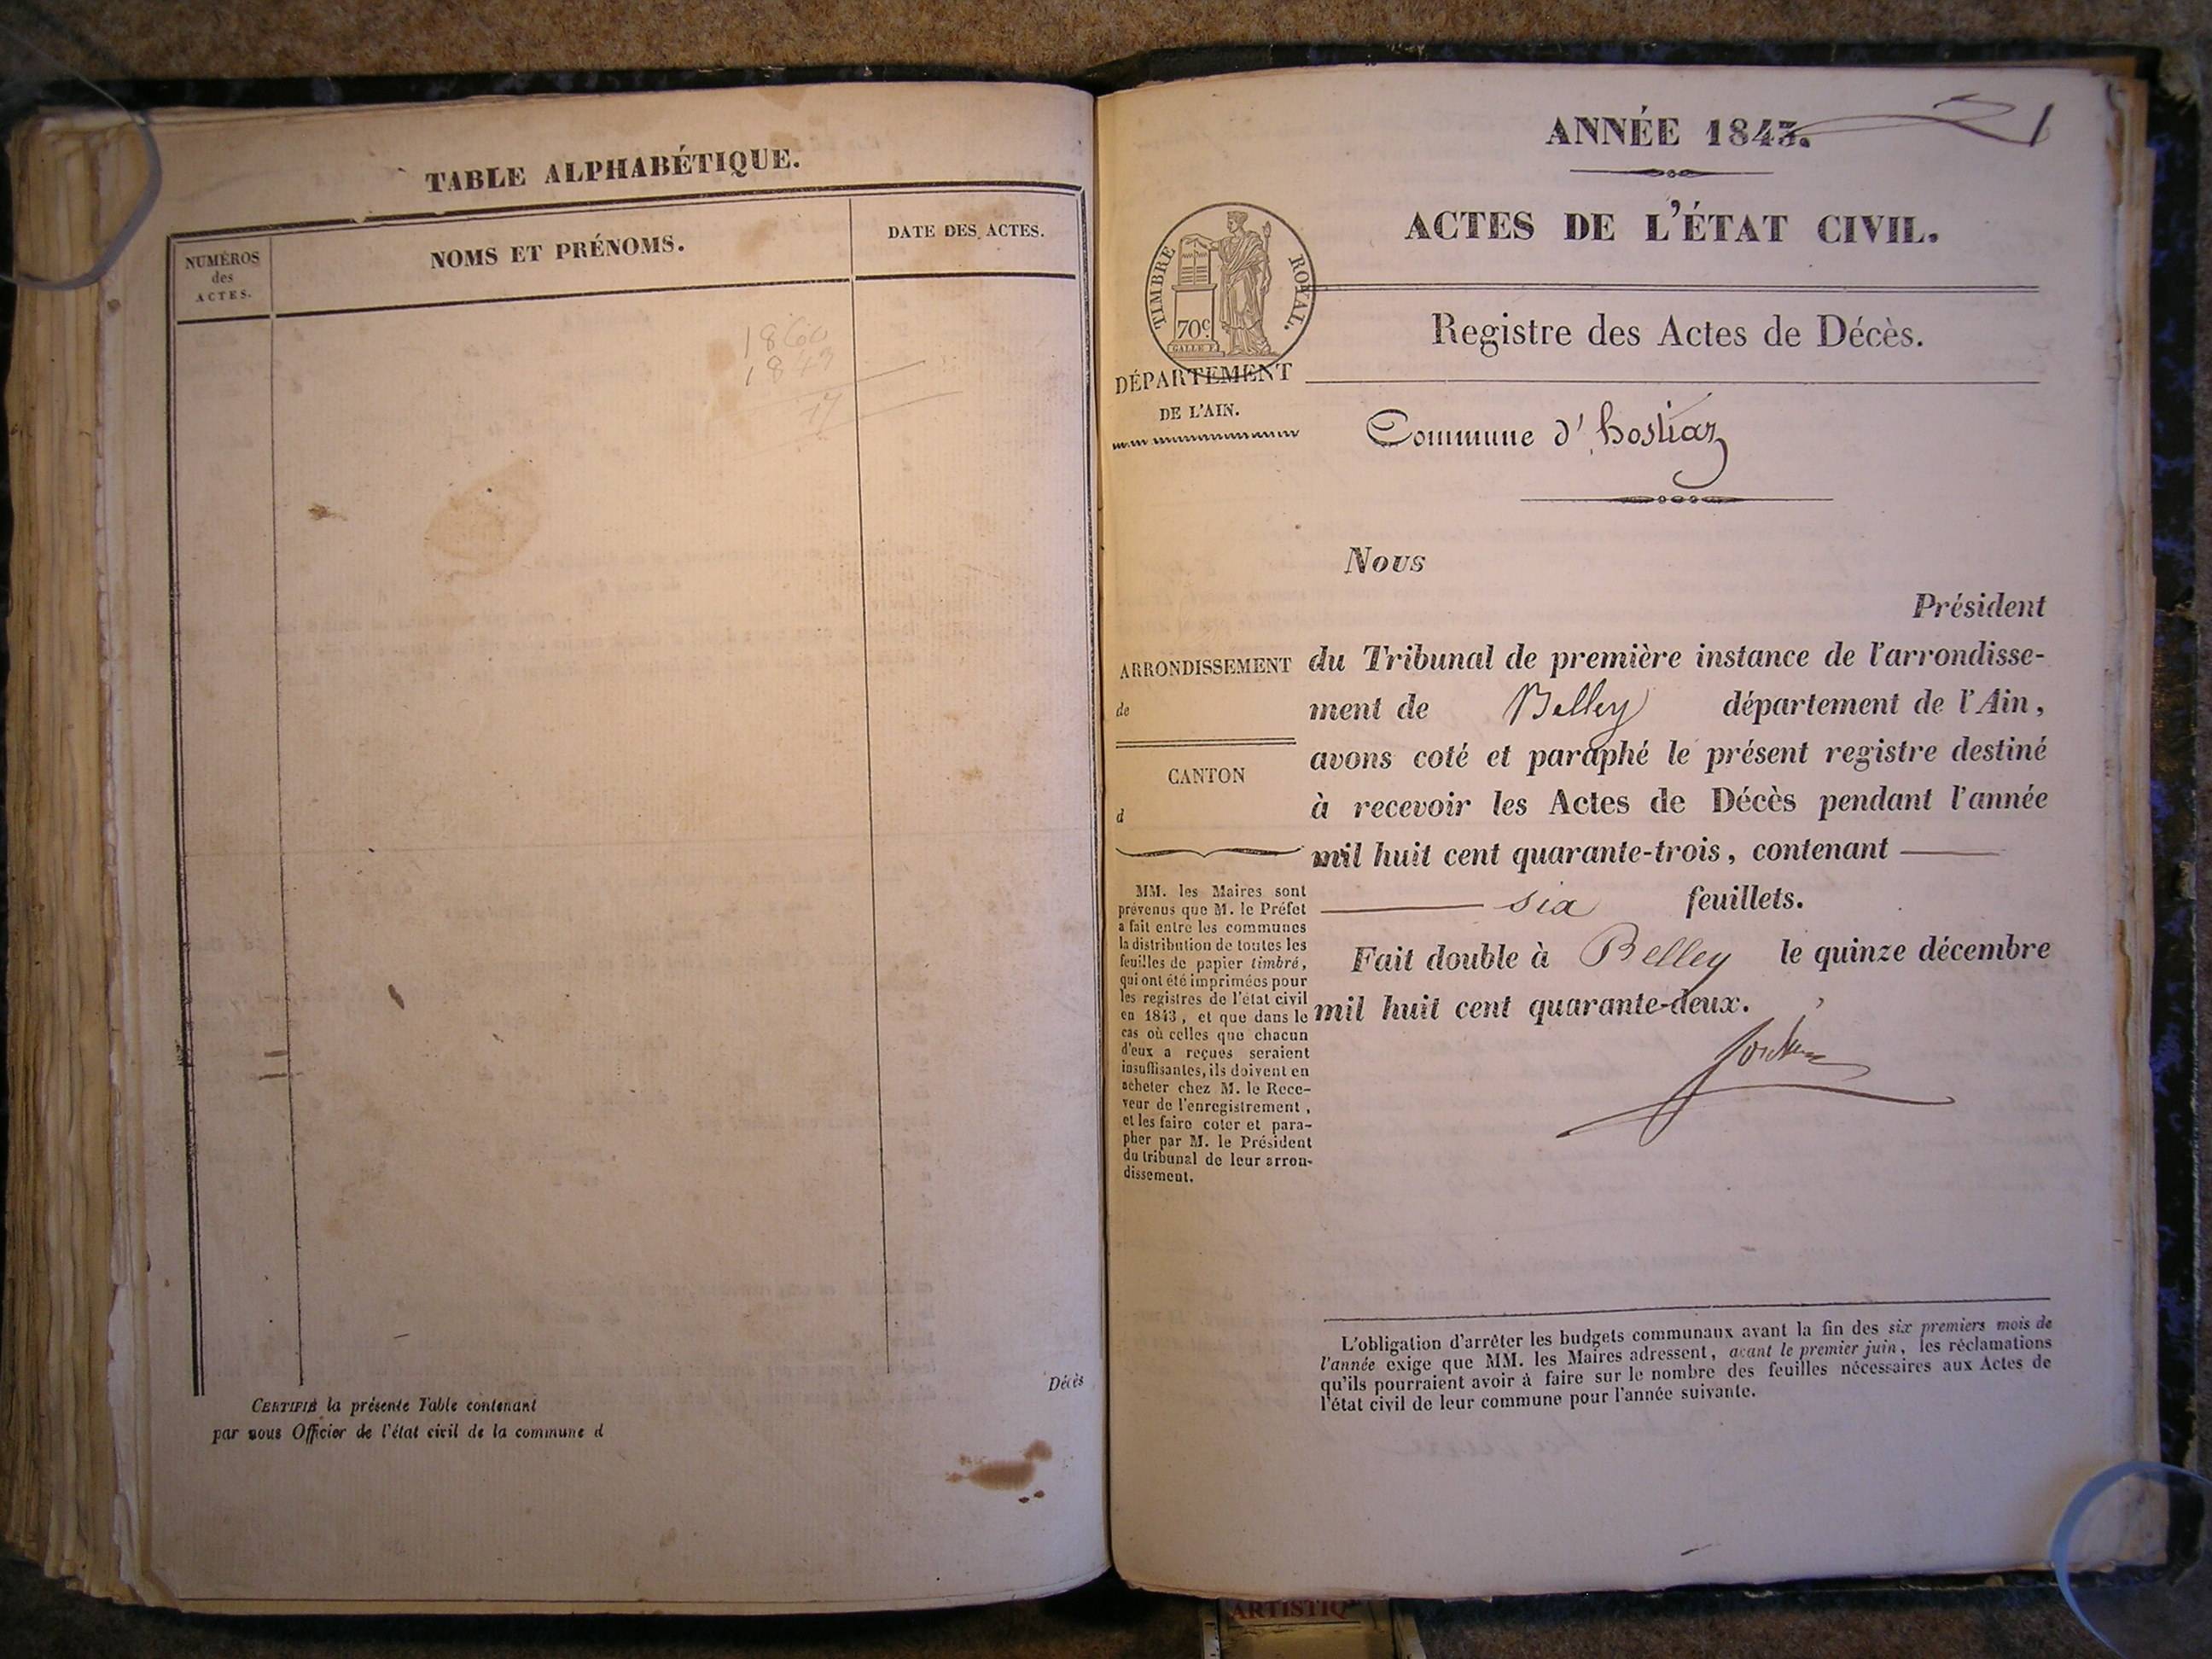 TABLE ALPHABÉTIQUE.
NUMÉROS
des
ACTES.
NOMS ET PRÉNOMS.
DATE DES ACTES.
1860
1843
17
Décès
CERTIFIÉ la présente Table contenant
par nous Officier de l'état civil de la commune d
ANNÉE 1843.
1
ACTES DE L'ÉTAT CIVIL.
TIMBRE ROYAL.
70c
GALLE F.
Registre des Actes de Décès.
DÉPARTEMENT
DE L'AIN.
Commune d'hostiaz
Nous
Président
ARRONDISSEMENT
de
CANTON
d
du Tribunal de première instance de l'arrondisse-
ment de Belley département de l'Ain,
avons coté et paraphé le présent registre destiné
à recevoir les Actes de Décès pendant l'année
mil huit cent quarante-trois, contenant
six feuillets.
Fait double à Belley le quinze décembre
mil huit cent quarante-deux.
MM. les Maires sont
prévenus que M. le Préfet
a fait entre les communes
la distribution de toutes les
feuilles de papier timbré,
qui ont été imprimées pour
les registres de l'état civil
en 1843, et que dans le
cas où celles que chacun
d'eux a reçues seraient
insuffisantes, ils doivent en
acheter chez M. le Rece-
veur de l'enregistrement,
et les faire coter et para-
pher par M. le Président
du tribunal de leur arron-
dissement.
L'obligation d'arrêter les budgets communaux avant la fin des six premiers mois de
l'année exige que MM. les Maires adressent, avant le premier juin, les réclamations
qu'ils pourraient avoir à faire sur le nombre des feuilles nécessaires aux Actes de
l'état civil de leur commune pour l'année suivante.
ARTISTIQ